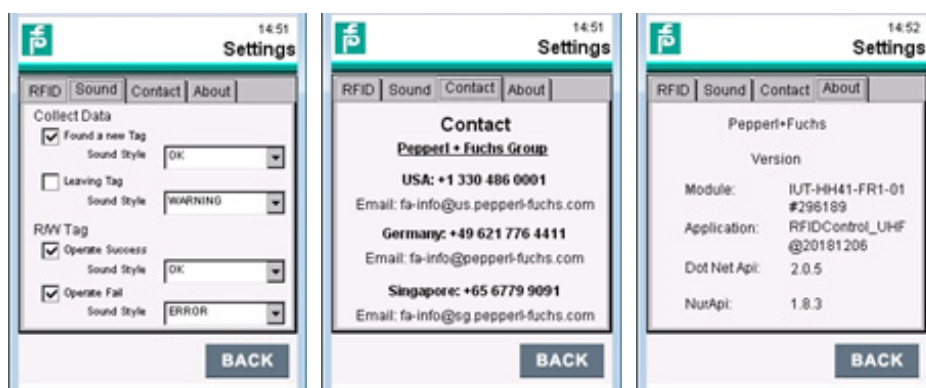 14:51
Settings
RFID Sound Contact About
Collect Data
Found a new Tag
Sound Style OK
Leaving Tag
Sound Style WARNING
R/W Tag
Operate Success
Sound Style OK
Operate Fail
Sound Style ERROR
BACK
14:51
Settings
RFID Sound Contact About
Contact
Pepperl + Fuchs Group
USA: +1 330 486 0001
Email: fa-info@us.pepperl-fuchs.com
Germany: +49 621 776 4411
Email: fa-info@pepperl-fuchs.com
Singapore: +65 6779 9091
Email: fa-info@sg.pepperl-fuchs.com
BACK
14:52
Settings
RFID Sound Contact About
Pepperl+Fuchs
Version
Module: IUT-HH41-FR1-01
#296189
Application: RFIDControl_UHF
@20181206
Dot Net Api: 2.0.5
NurApi: 1.8.3
BACK